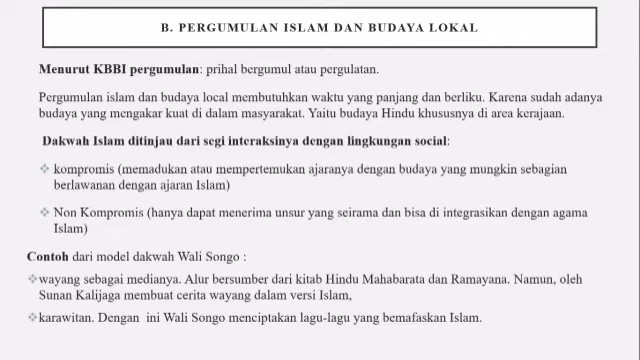 B. PERGUMULAN ISLAM DAN BUDAYA LOKAL
Menurut KBBI pergumulan: prihal bergumul atau pergulatan.
Pergumulan islam dan budaya local membutuhkan waktu yang panjang dan berliku. Karena sudah adanya
budaya yang mengakar kuat di dalam masyarakat. Yaitu budaya Hindu khususnya di area kerajaan.
Dakwah Islam ditinjau dari segi interaksinya dengan lingkungan social:
❖ kompromis (memadukan atau mempertemukan ajaranya dengan budaya yang mungkin sebagian
berlawanan dengan ajaran Islam)
❖ Non Kompromis (hanya dapat menerima unsur yang seirama dan bisa di integrasikan dengan agama
Islam)
Contoh dari model dakwah Wali Songo :
❖wayang sebagai medianya. Alur bersumber dari kitab Hindu Mahabarata dan Ramayana. Namun, oleh
Sunan Kalijaga membuat cerita wayang dalam versi Islam,
❖karawitan. Dengan ini Wali Songo menciptakan lagu-lagu yang bernafaskan Islam.